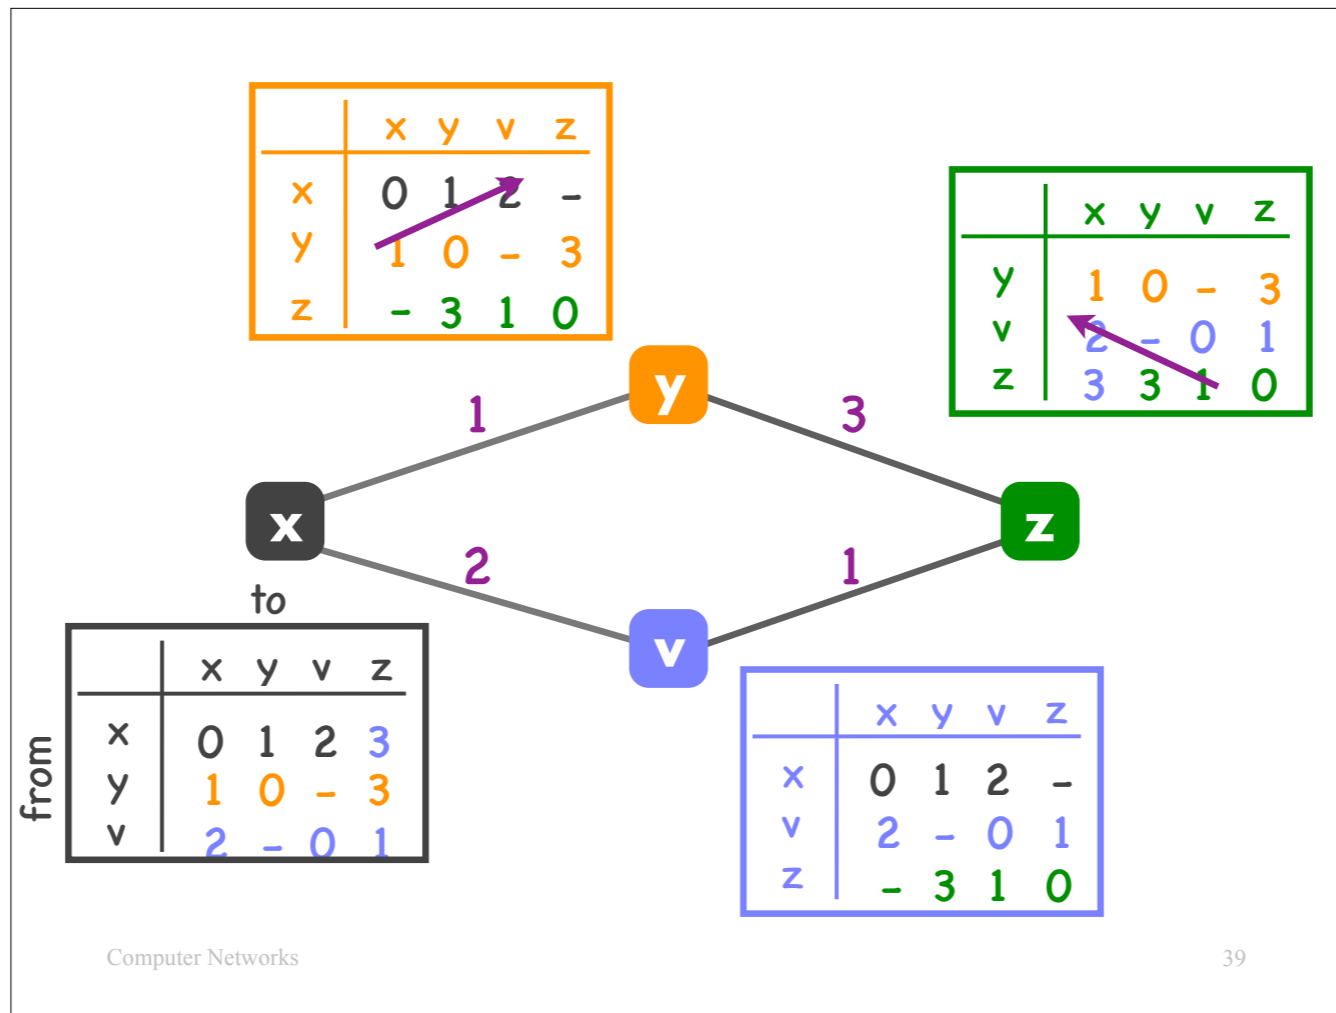 x y v z
x 0 1 2 -
y 1 0 - 3
z - 3 1 0
x y v z
y 1 0 - 3
v 2 - 0 1
z 3 3 1 0
y
1
3
x
z
2
1
v
to
from
x y v z
x 0 1 2 3
y 1 0 - 3
v 2 - 0 1
x y v z
x 0 1 2 -
v 2 - 0 1
z - 3 1 0
Computer Networks
39